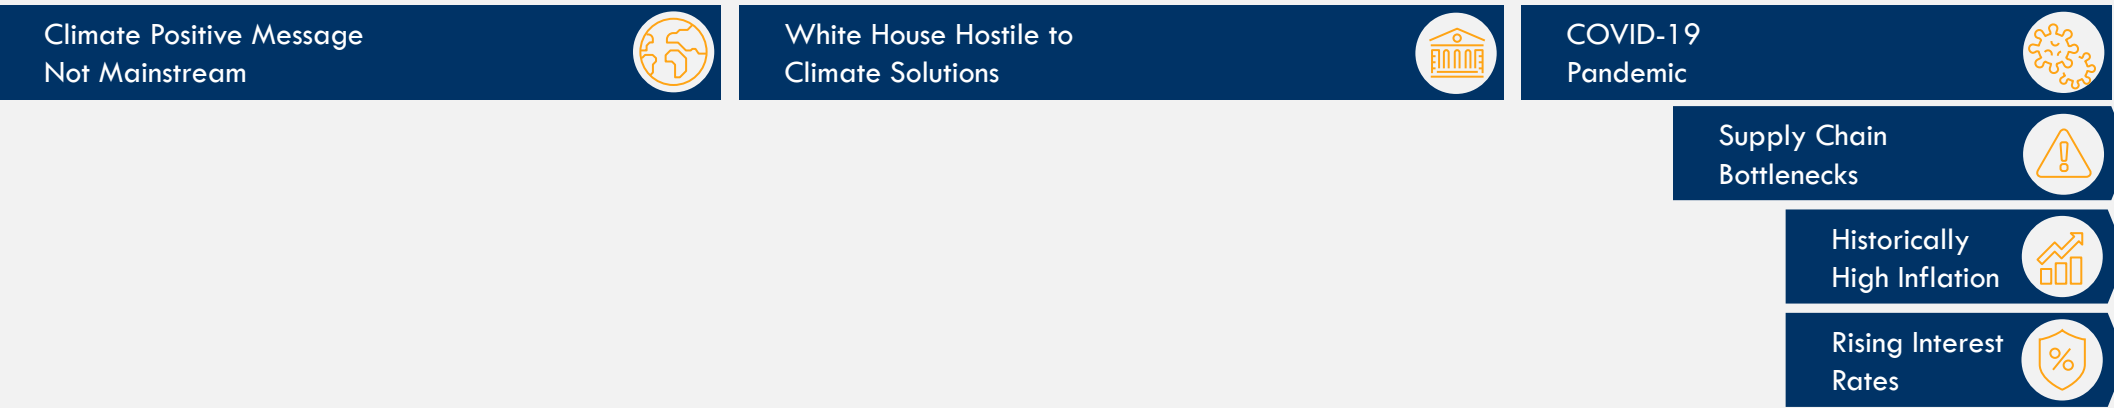 Climate Positive Message
Not Mainstream
White House Hostile to
Climate Solutions
COVID-19
Pandemic
Supply Chain
Bottlenecks
Historically
High Inflation
Rising Interest
Rates
%